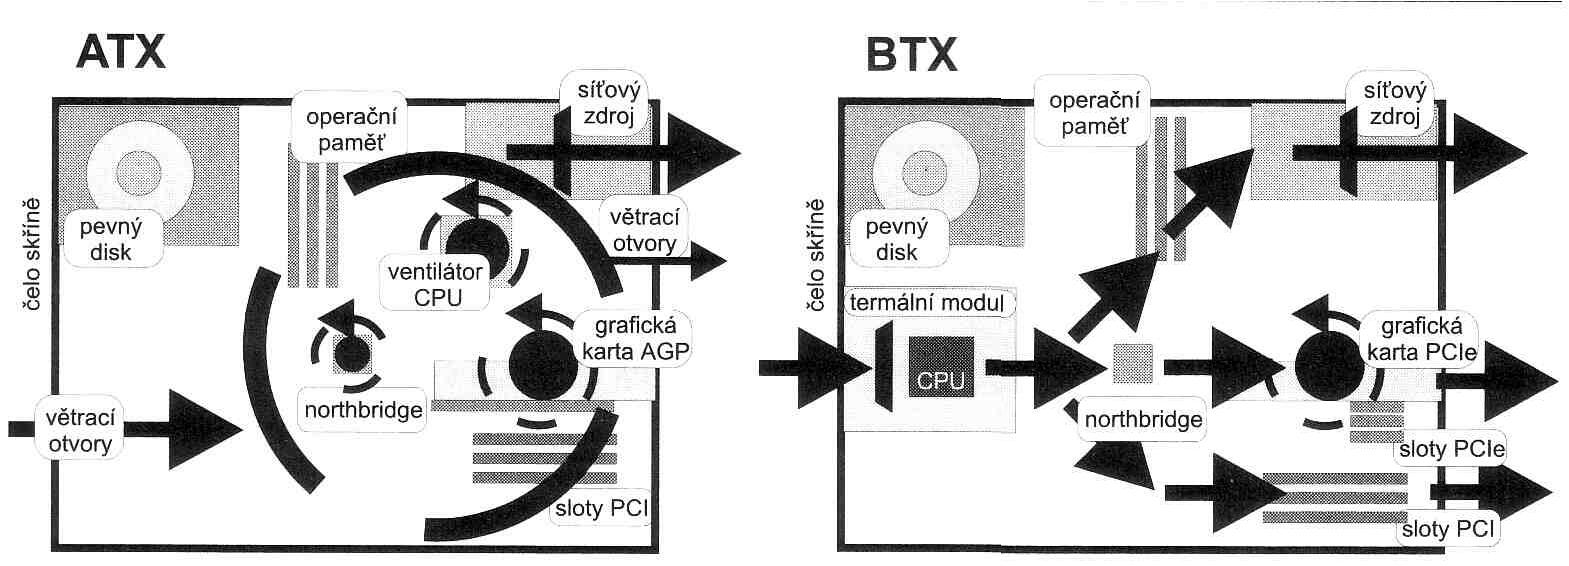 ATX
síťový
zdroj
operační
paměť
větrací
otvory
pevný
disk
čelo skříně
ventilátor
CPU
grafická
karta AGP
northbridge
větrací
otvory
sloty PCI
BTX
síťový
zdroj
operační
paměť
pevný
disk
čelo skříně
termální modul
CPU
grafická
karta PCIe
northbridge
sloty PCIe
sloty PCI